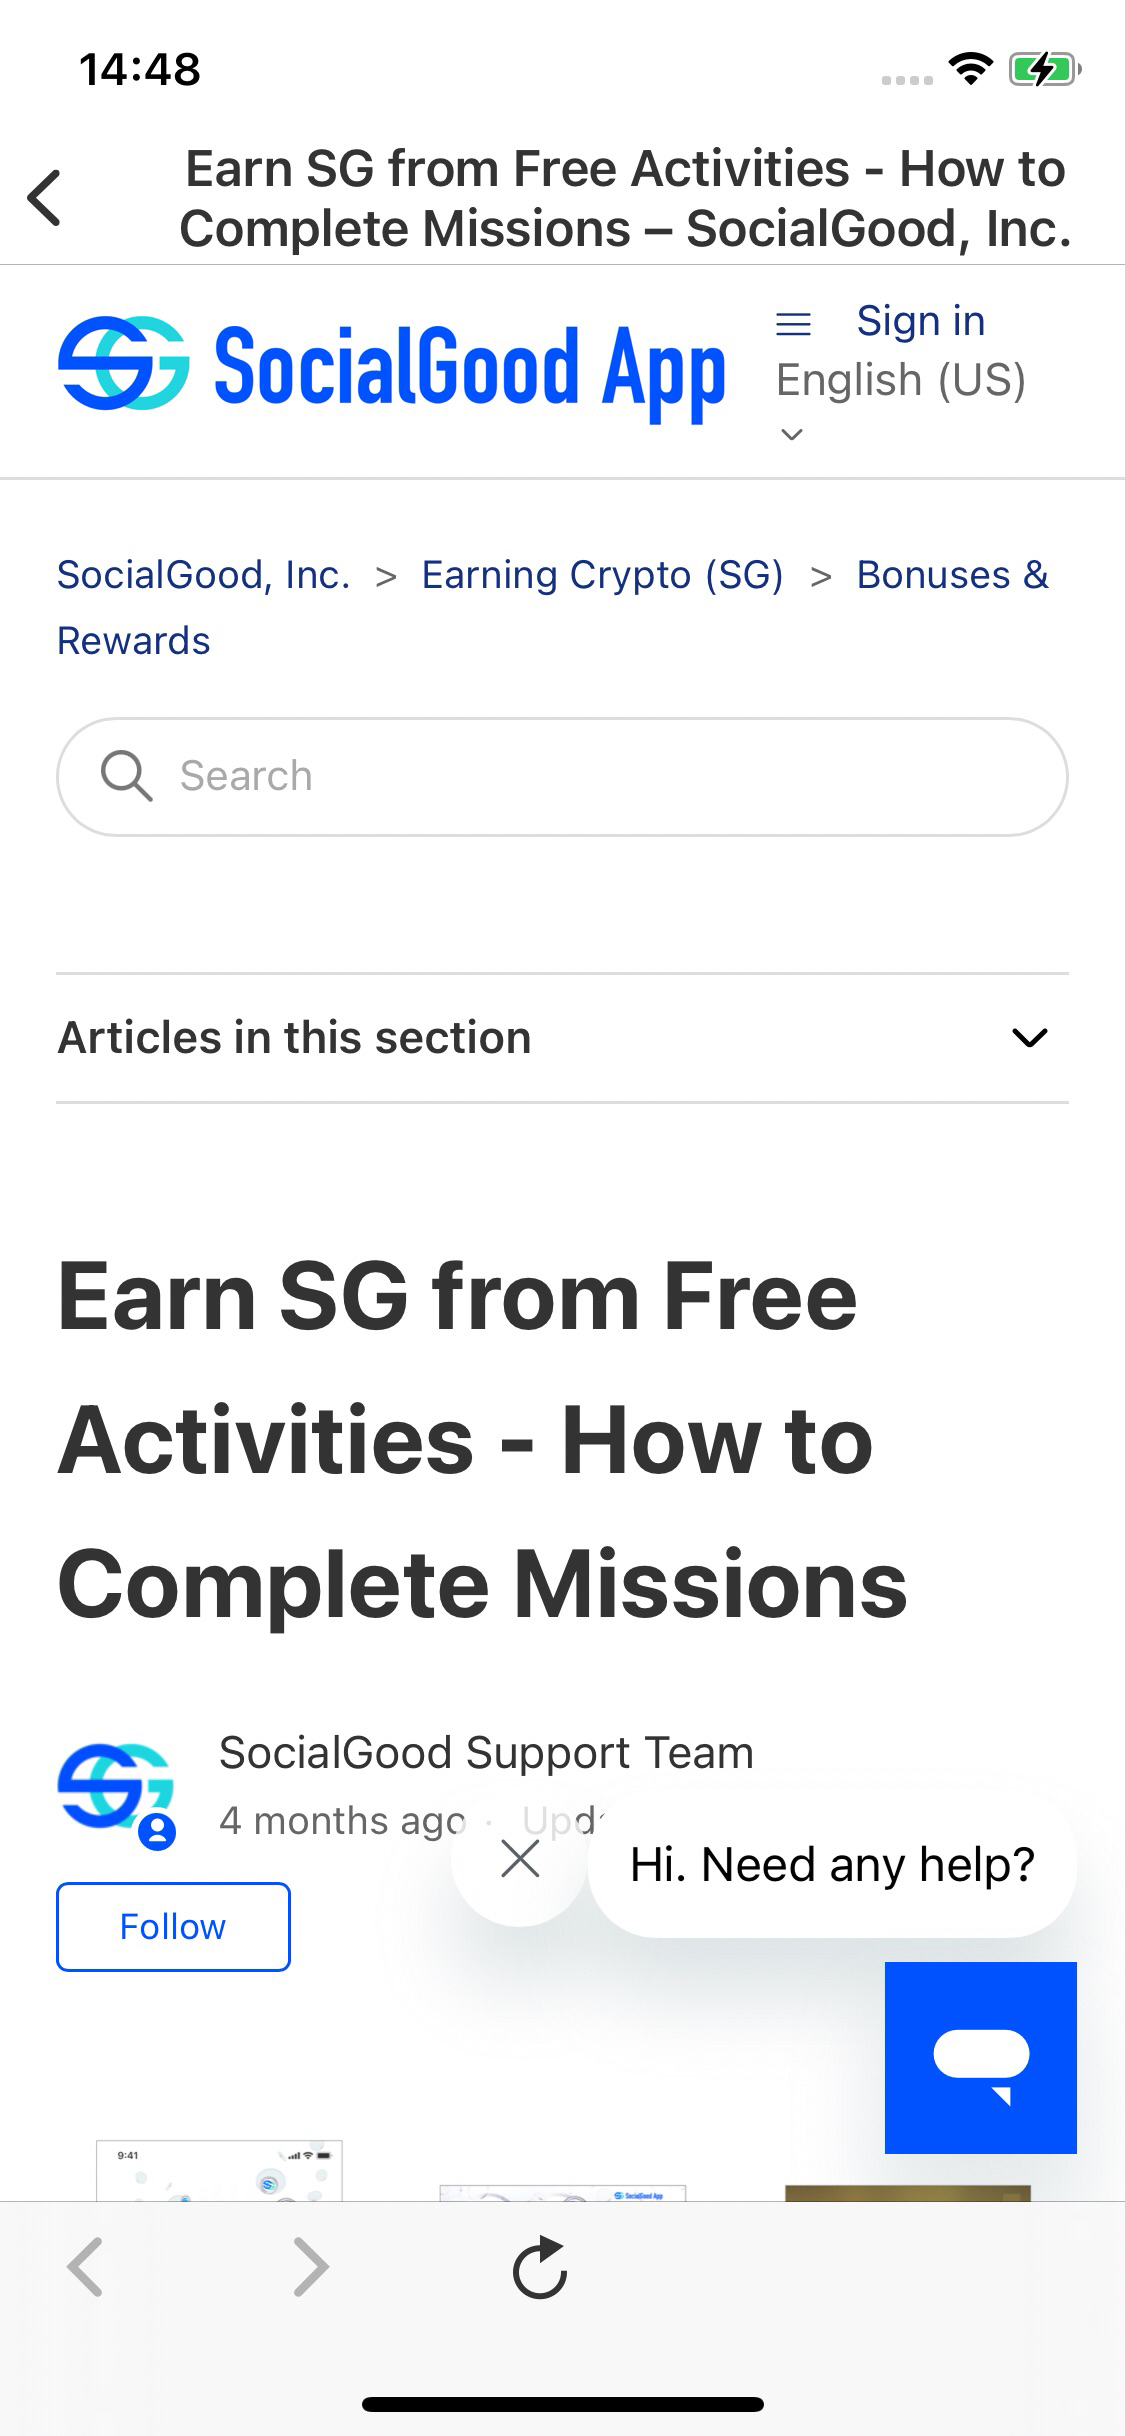 14:48
Earn SG from Free Activities - How to
Complete Missions – SocialGood, Inc.
SocialGood App
Sign in
English (US)
SocialGood, Inc. > Earning Crypto (SG) > Bonuses &
Rewards
Search
Articles in this section
Earn SG from Free
Activities - How to
Complete Missions
SocialGood Support Team
4 months ago · Upd
Hi. Need any help?
Follow
9:41
SocialGood App